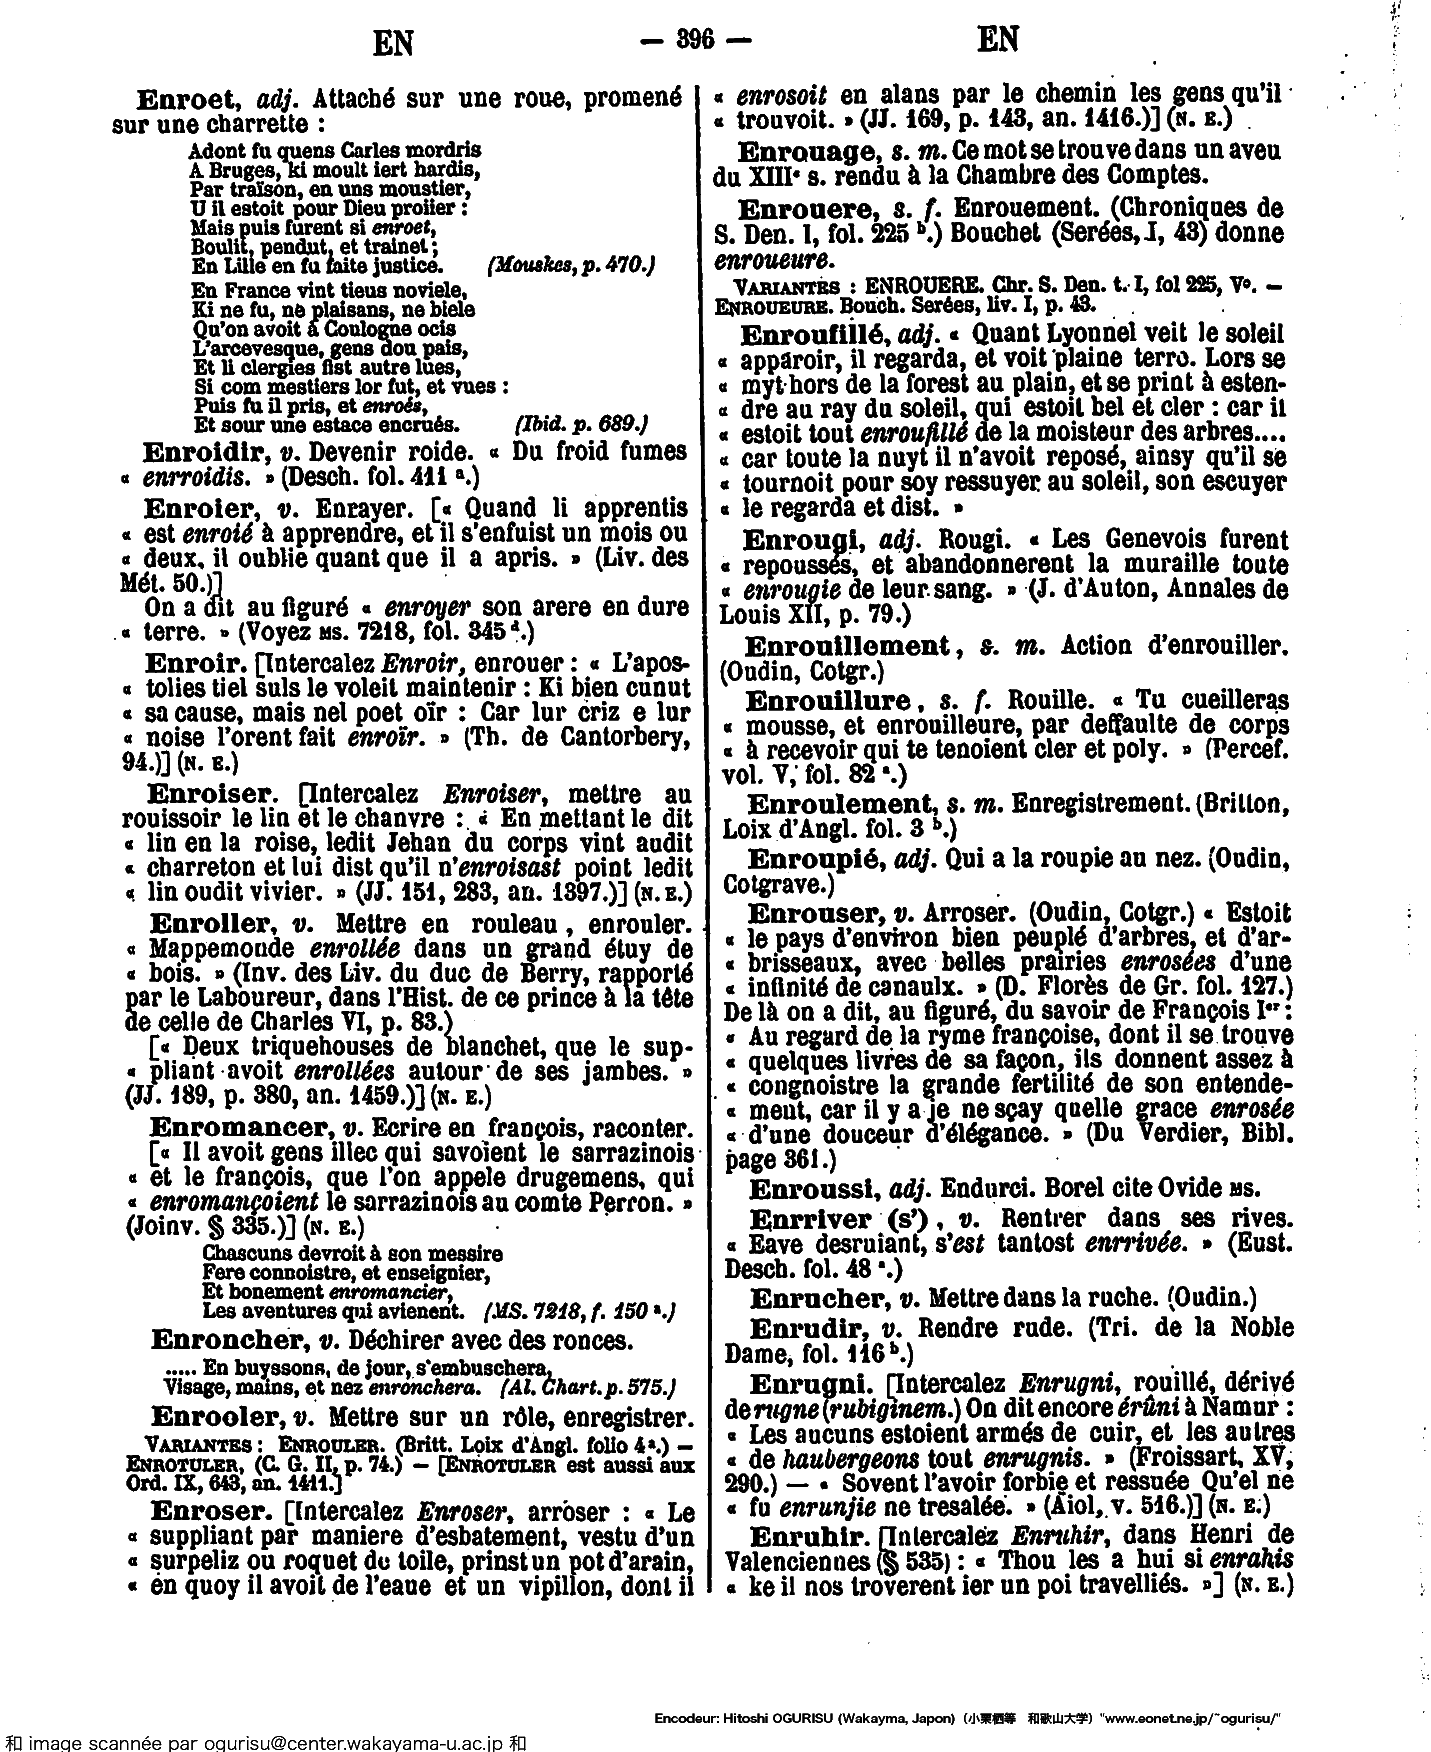 EN — 396 — EN
Enroet, adj. Attaché sur une roue, promené
sur une charrette :
Adont fu quens Carles mordris
A Bruges, ki moult iert hardis,
Par traïson, en uns moustier,
U il estoit pour Dieu proiier :
Mais puis furent si enroet,
Boulit, pendut, et trainet ;
En Lille en fu faite justice. (Mouskes, p. 470.)
En France vint tieus noviele,
Ki ne fu, ne plaisans, ne biele
Qu'on avoit à Coulogne ocis
L'arcevesque, gens dou païs,
Et li clergies fist autre lues,
Si com mestiers lor fut, et vues :
Puis fu il pris, et enroés,
Et sour une estace encrués. (Ibid. p. 689.)
Enroidir, v. Devenir roide. « Du froid fumes
« enrroidis. » (Desch. fol. 411 a.)
Enroier, v. Enrayer. [« Quand li apprentis
« est enroié à apprendre, et il s'enfuist un mois ou
« deux, il oublie quant que il a apris. » (Liv. des
Mét. 50.)]
On a dit au figuré « enroyer son arere en dure
« terre. » (Voyez MS. 7218, fol. 345 d.)
Enroir. [Intercalez Enroir, enrouer : « L'apos-
« tolies tiel suls le voleit maintenir : Ki bien cunut
« sa cause, mais nel poet oïr : Car lur criz e lur
« noise l'orent fait enroïr. » (Th. de Cantorbery,
94.)] (N. E.)
Enroiser. [Intercalez Enroiser, mettre au
rouissoir le lin et le chanvre : « En mettant le dit
« lin en la roise, ledit Jehan du corps vint audit
« charreton et lui dist qu'il n'enroisast point ledit
« lin oudit vivier. » (JJ. 151, 283, an. 1397.)] (N. E.)
Enroller, v. Mettre en rouleau, enrouler.
« Mappemonde enrollée dans un grand étuy de
« bois. » (Inv. des Liv. du duc de Berry, rapporté
par le Laboureur, dans l'Hist. de ce prince à la tête
de celle de Charles VI, p. 83.)
[« Deux triquehouses de blanchet, que le sup-
« pliant avoit enrollées autour de ses jambes. »
(JJ. 189, p. 380, an. 1459.)] (N. E.)
Enromancer, v. Ecrire en françois, raconter.
[« Il avoit gens illec qui savoient le sarrazinois
« et le françois, que l'on appele drugemens, qui
« enromançoient le sarrazinois au comte Perron. »
(Joinv. § 335.)] (N. E.)
Chascuns devroit à son messire
Fere connoistre, et enseignier,
Et bonement enromancier,
Les aventures qui avienent. (MS. 7218, f. 150 a.)
Enroncher, v. Déchirer avec des ronces.
..... En buyssons, de jour, s'embuschera,
Visage, mains, et nez enronchera. (Al. Chart. p. 575.)
Enrooler, v. Mettre sur un rôle, enregistrer.
VARIANTES : ENROULER. (Britt. Loix d'Angl. folio 4 a.) —
ENROTULER, (C. G. II, p. 74.) — [ENROTULER est aussi aux
Ord. IX, 643, an. 1411.]
Enroser. [Intercalez Enroser, arróser : « Le
« suppliant par maniere d'esbatement, vestu d'un
« surpeliz ou roquet de toile, prinst un pot d'arain,
« en quoy il avoit de l'eaue et un vipillon, dont il
« enrosoit en alans par le chemin les gens qu'il
« trouvoit. » (JJ. 169, p. 143, an. 1416.)] (N. E.)
Enrouage, s. m. Ce mot se trouve dans un aveu
du XIIIe s. rendu à la Chambre des Comptes.
Enrouere, s. f. Enrouement. (Chroniques de
S. Den. I, fol. 225 b.) Bouchet (Serées, I, 43) donne
enroueure.
VARIANTES : ENROUERE. Chr. S. Den. t. I, fol 225, Vo. —
ENROUEURE. Bouch. Serées, liv. I, p. 43.
Enroufillé, adj. « Quant Lyonnel veit le soleil
« apparoir, il regarda, et voit plaine terro. Lors se
« myt hors de la forest au plain, et se print à esten-
« dre au ray du soleil, qui estoit bel et cler : car il
« estoit tout enroufillé de la moisteur des arbres....
« car toute la nuyt il n'avoit reposé, ainsy qu'il se
« tournoit pour soy ressuyer au soleil, son escuyer
« le regarda et dist. »
Enrougi, adj. Rougi. « Les Genevois furent
« repoussés, et abandonnerent la muraille toute
« enrougie de leur sang. » (J. d'Auton, Annales de
Louis XII, p. 79.)
Enrouillement, s. m. Action d'enrouiller.
(Oudin, Cotgr.)
Enrouillure, s. f. Rouille. « Tu cueilleras
« mousse, et enrouilleure, par deffaulte de corps
« à recevoir qui te tenoient cler et poly. » (Percef.
vol. V, fol. 82 a.)
Enroulement, s. m. Enregistrement. (Britton,
Loix d'Angl. fol. 3 b.)
Enroupié, adj. Qui a la roupie au nez. (Oudin,
Cotgrave.)
Enrouser, v. Arroser. (Oudin, Cotgr.) « Estoit
« le pays d'environ bien peuplé d'arbres, et d'ar-
« brisseaux, avec belles prairies enrosées d'une
« infinité de canaulx. » (D. Florès de Gr. fol. 127.)
De là on a dit, au figuré, du savoir de François Ier :
« Au regard de la ryme françoise, dont il se trouve
« quelques livres de sa façon, ils donnent assez à
« congnoistre la grande fertilité de son entende-
« ment, car il y a je ne sçay quelle grace enrosée
« d'une douceur d'élégance. » (Du Verdier, Bibl.
page 361.)
Enroussi, adj. Endurci. Borel cite Ovide MS.
Enrriver (s'), v. Rentrer dans ses rives.
« Eave desruiant, s'est tantost enrrivée. » (Eust.
Desch. fol. 48 a.)
Enrucher, v. Mettre dans la ruche. (Oudin.)
Enrudir, v. Rendre rude. (Tri. de la Noble
Dame, fol. 116 b.)
Enrugni. [Intercalez Enrugni, rouillé, dérivé
de rugne (rubiginem.) On dit encore érûni à Namur :
« Les aucuns estoient armés de cuir, et les autres
« de haubergeons tout enrugnis. » (Froissart, XV,
290.) — « Sovent l'avoir forbie et ressuée Qu'el ne
« fu enrunjie ne tresalée. » (Aiol, v. 516.)] (N. E.)
Enruhir. [Intercalez Enruhir, dans Henri de
Valenciennes (§ 535) : « Thou les a hui si enrahis
« ke il nos troverent ier un poi travelliés. »] (N. E.)
Encodeur: Hitoshi OGURISU (Wakayma, Japon) (小栗栖等 和歌山大学) "www.eonet.ne.jp/~ogurisu/"
和 image scannée par ogurisu@center.wakayama-u.ac.jp 和